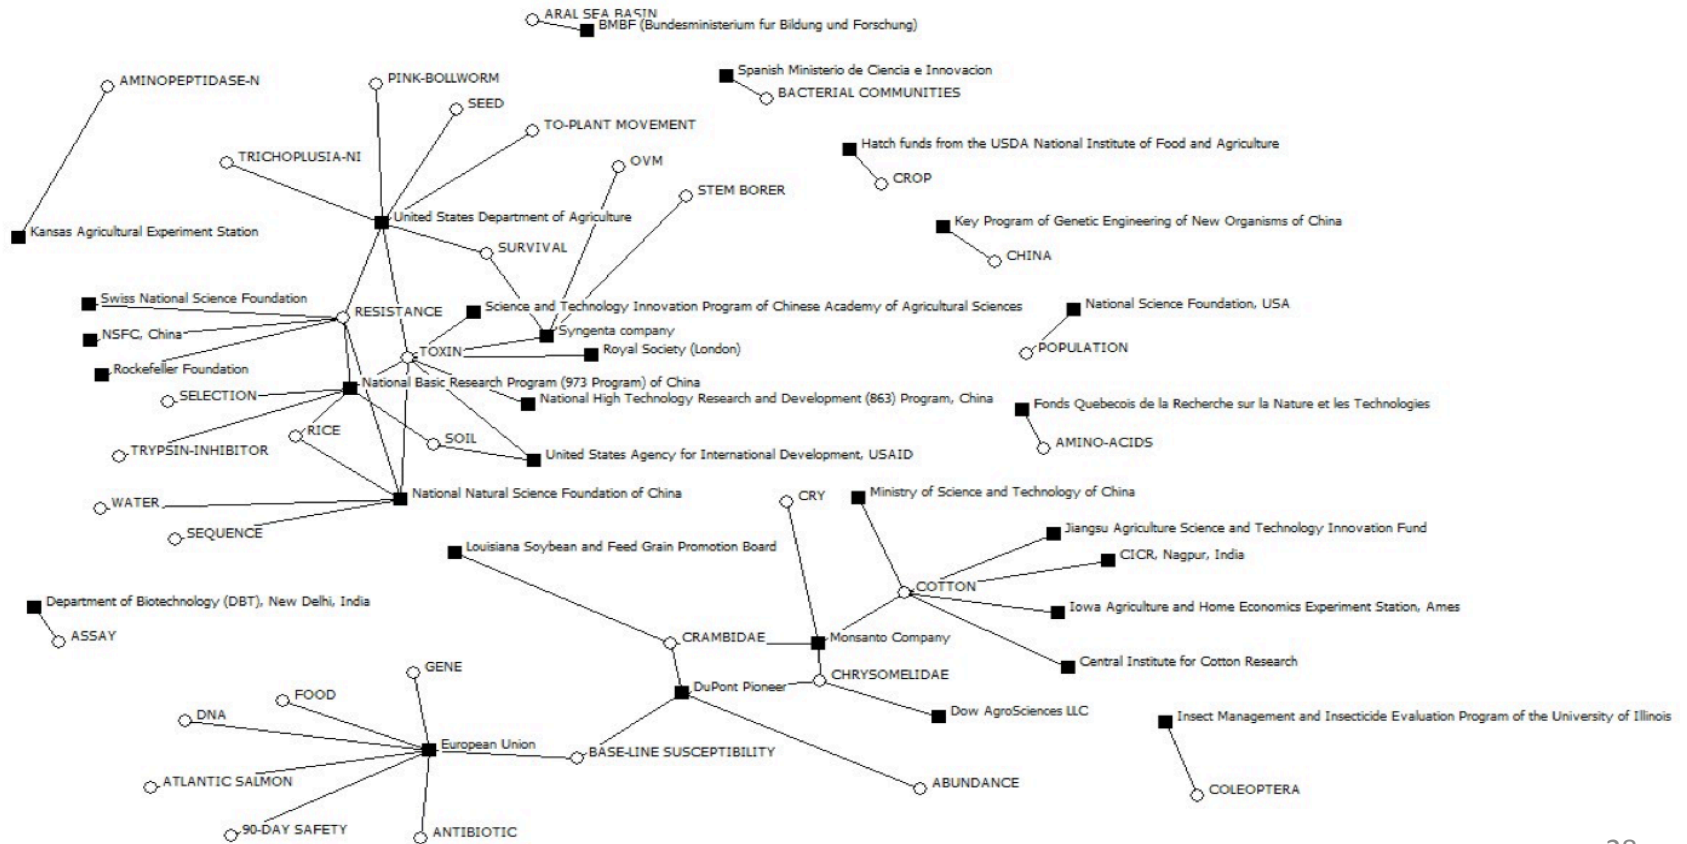 ARAL SEA BASIN
BMBF (Bundesministerium fur Bildung und Forschung)
Spanish Ministerio de Ciencia e Innovacion
BACTERIAL COMMUNITIES
AMINOPEPTIDASE-N
PINK-BOLLWORM
SEED
TO-PLANT MOVEMENT
TRICHOPLUSIA-NI
OVM
STEM BORER
Hatch funds from the USDA National Institute of Food and Agriculture
CROP
United States Department of Agriculture
Kansas Agricultural Experiment Station
SURVIVAL
Key Program of Genetic Engineering of New Organisms of China
CHINA
Swiss National Science Foundation
RESISTANCE
Science and Technology Innovation Program of Chinese Academy of Agricultural Sciences
National Science Foundation, USA
NSFC, China
Syngenta company
TOXIN
Royal Society (London)
POPULATION
Rockefeller Foundation
National Basic Research Program (973 Program) of China
SELECTION
National High Technology Research and Development (863) Program, China
Fonds Quebecois de la Recherche sur la Nature et les Technologies
RICE
SOIL
AMINO-ACIDS
TRYPSIN-INHIBITOR
United States Agency for International Development, USAID
National Natural Science Foundation of China
CRY
Ministry of Science and Technology of China
WATER
SEQUENCE
Jiangsu Agriculture Science and Technology Innovation Fund
Louisiana Soybean and Feed Grain Promotion Board
CICR, Nagpur, India
COTTON
Department of Biotechnology (DBT), New Delhi, India
Iowa Agriculture and Home Economics Experiment Station, Ames
ASSAY
CRAMBIDAE
Monsanto Company
Central Institute for Cotton Research
GENE
CHRYSOMELIDAE
DuPont Pioneer
FOOD
DNA
Dow AgroSciences LLC
Insect Management and Insecticide Evaluation Program of the University of Illinois
European Union
BASE-LINE SUSCEPTIBILITY
ATLANTIC SALMON
ABUNDANCE
COLEOPTERA
90-DAY SAFETY
ANTIBIOTIC